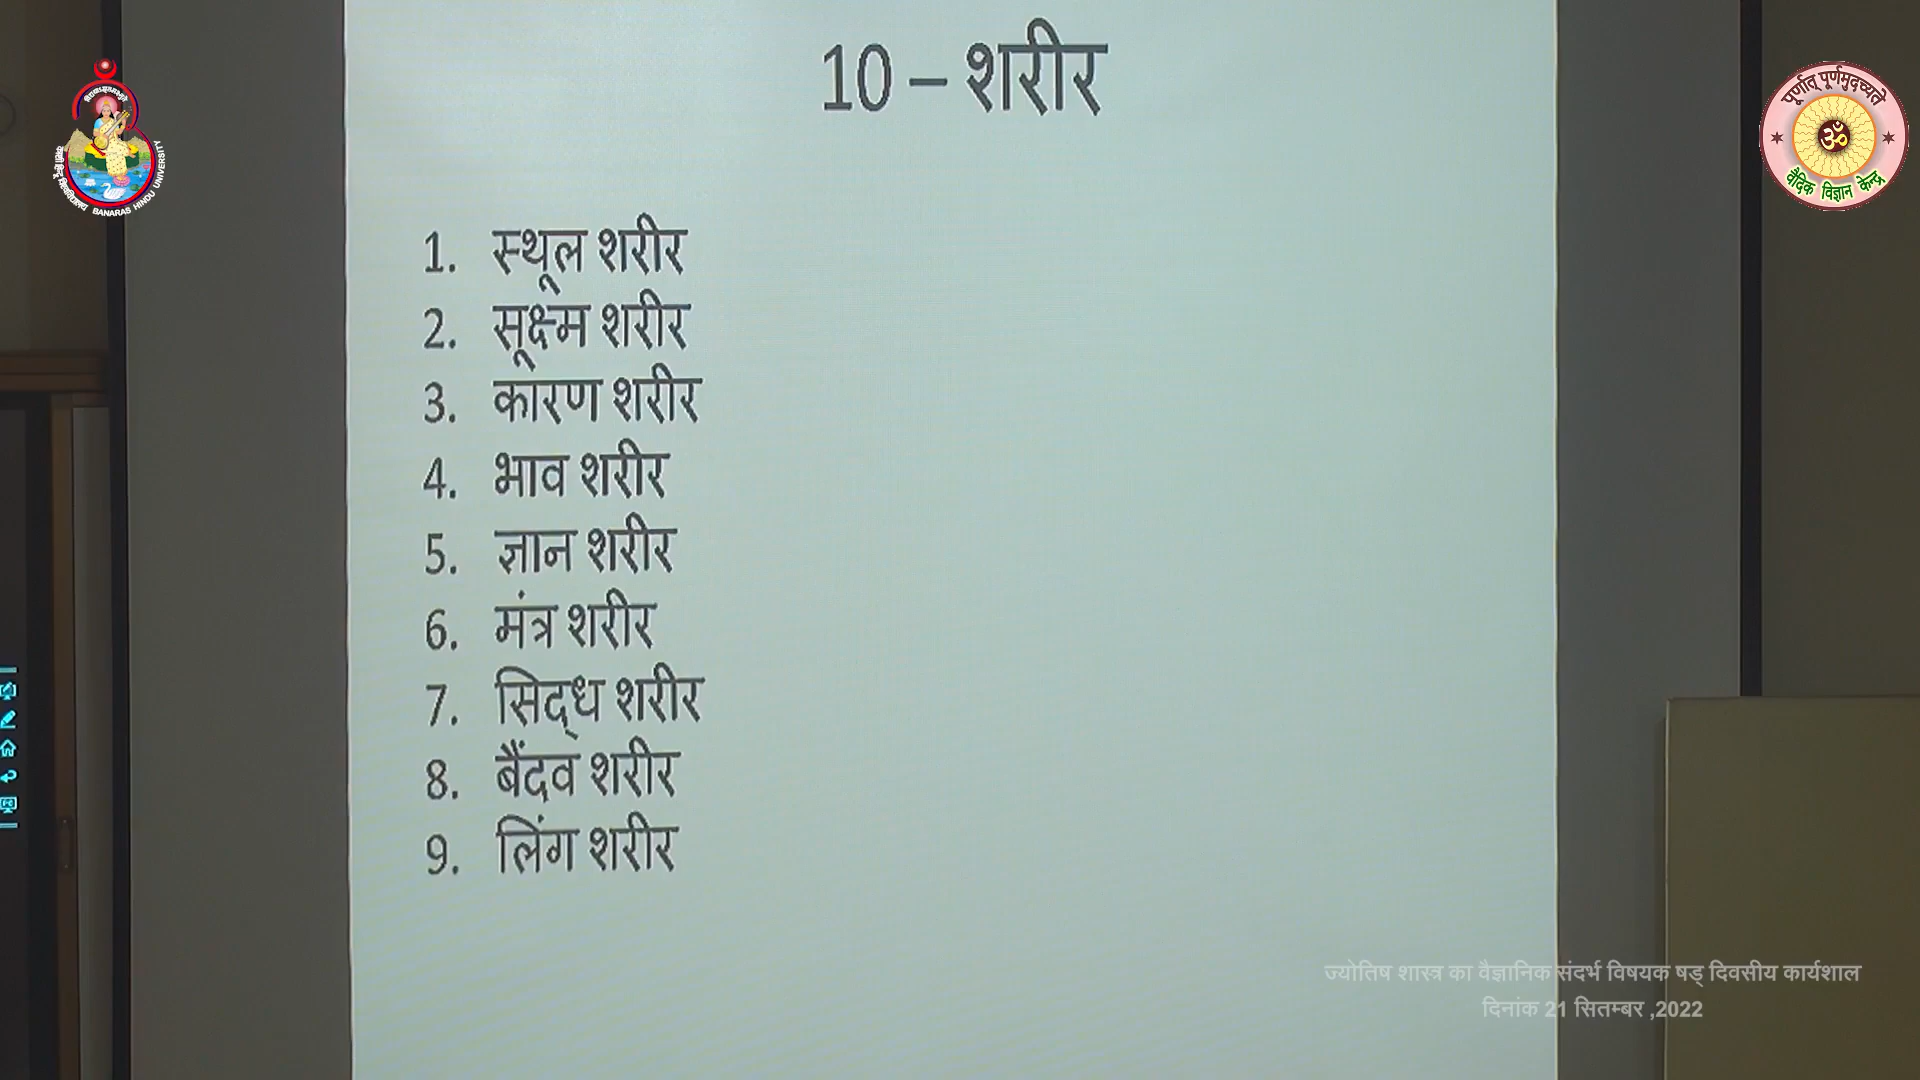 10 – शरीर
1. स्थूल शरीर
2. सूक्ष्म शरीर
3. कारण शरीर
4. भाव शरीर
5. ज्ञान शरीर
6. मंत्र शरीर
7. सिद्ध शरीर
8. बैंदव शरीर
9. लिंग शरीर
BANARAS HINDU UNIVERSITY
पूर्णात् पूर्णमुदच्यते
ॐ
वैदिक विज्ञान केन्द्र
ज्योतिष शास्त्र का वैज्ञानिक संदर्भ विषयक षड् दिवसीय कार्यशाल
दिनांक 21 सितम्बर ,2022